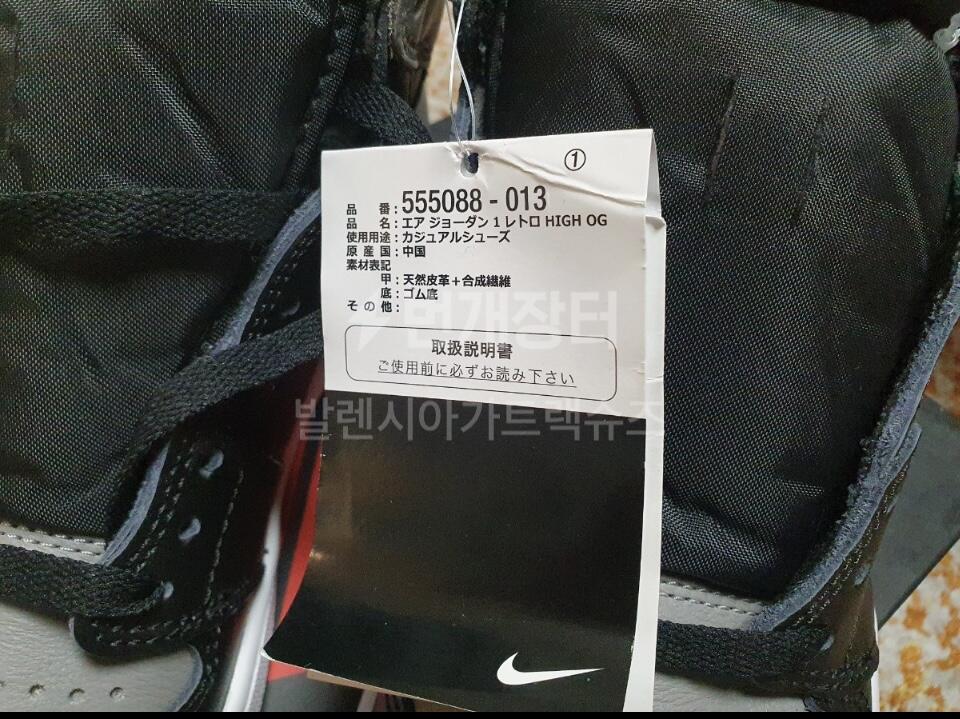 ①
品 番 : 555088 - 013
品 名 : エア ジョーダン 1 レトロ HIGH OG
使用用途 : カジュアルシューズ
原 産 国 : 中国
素材表記
甲 : 天然皮革+合成繊維
底 : ゴム底
そ の 他 :
번개장터
取扱説明書
ご使用前に必ずお読み下さい
발렌시아가트랙슈즈